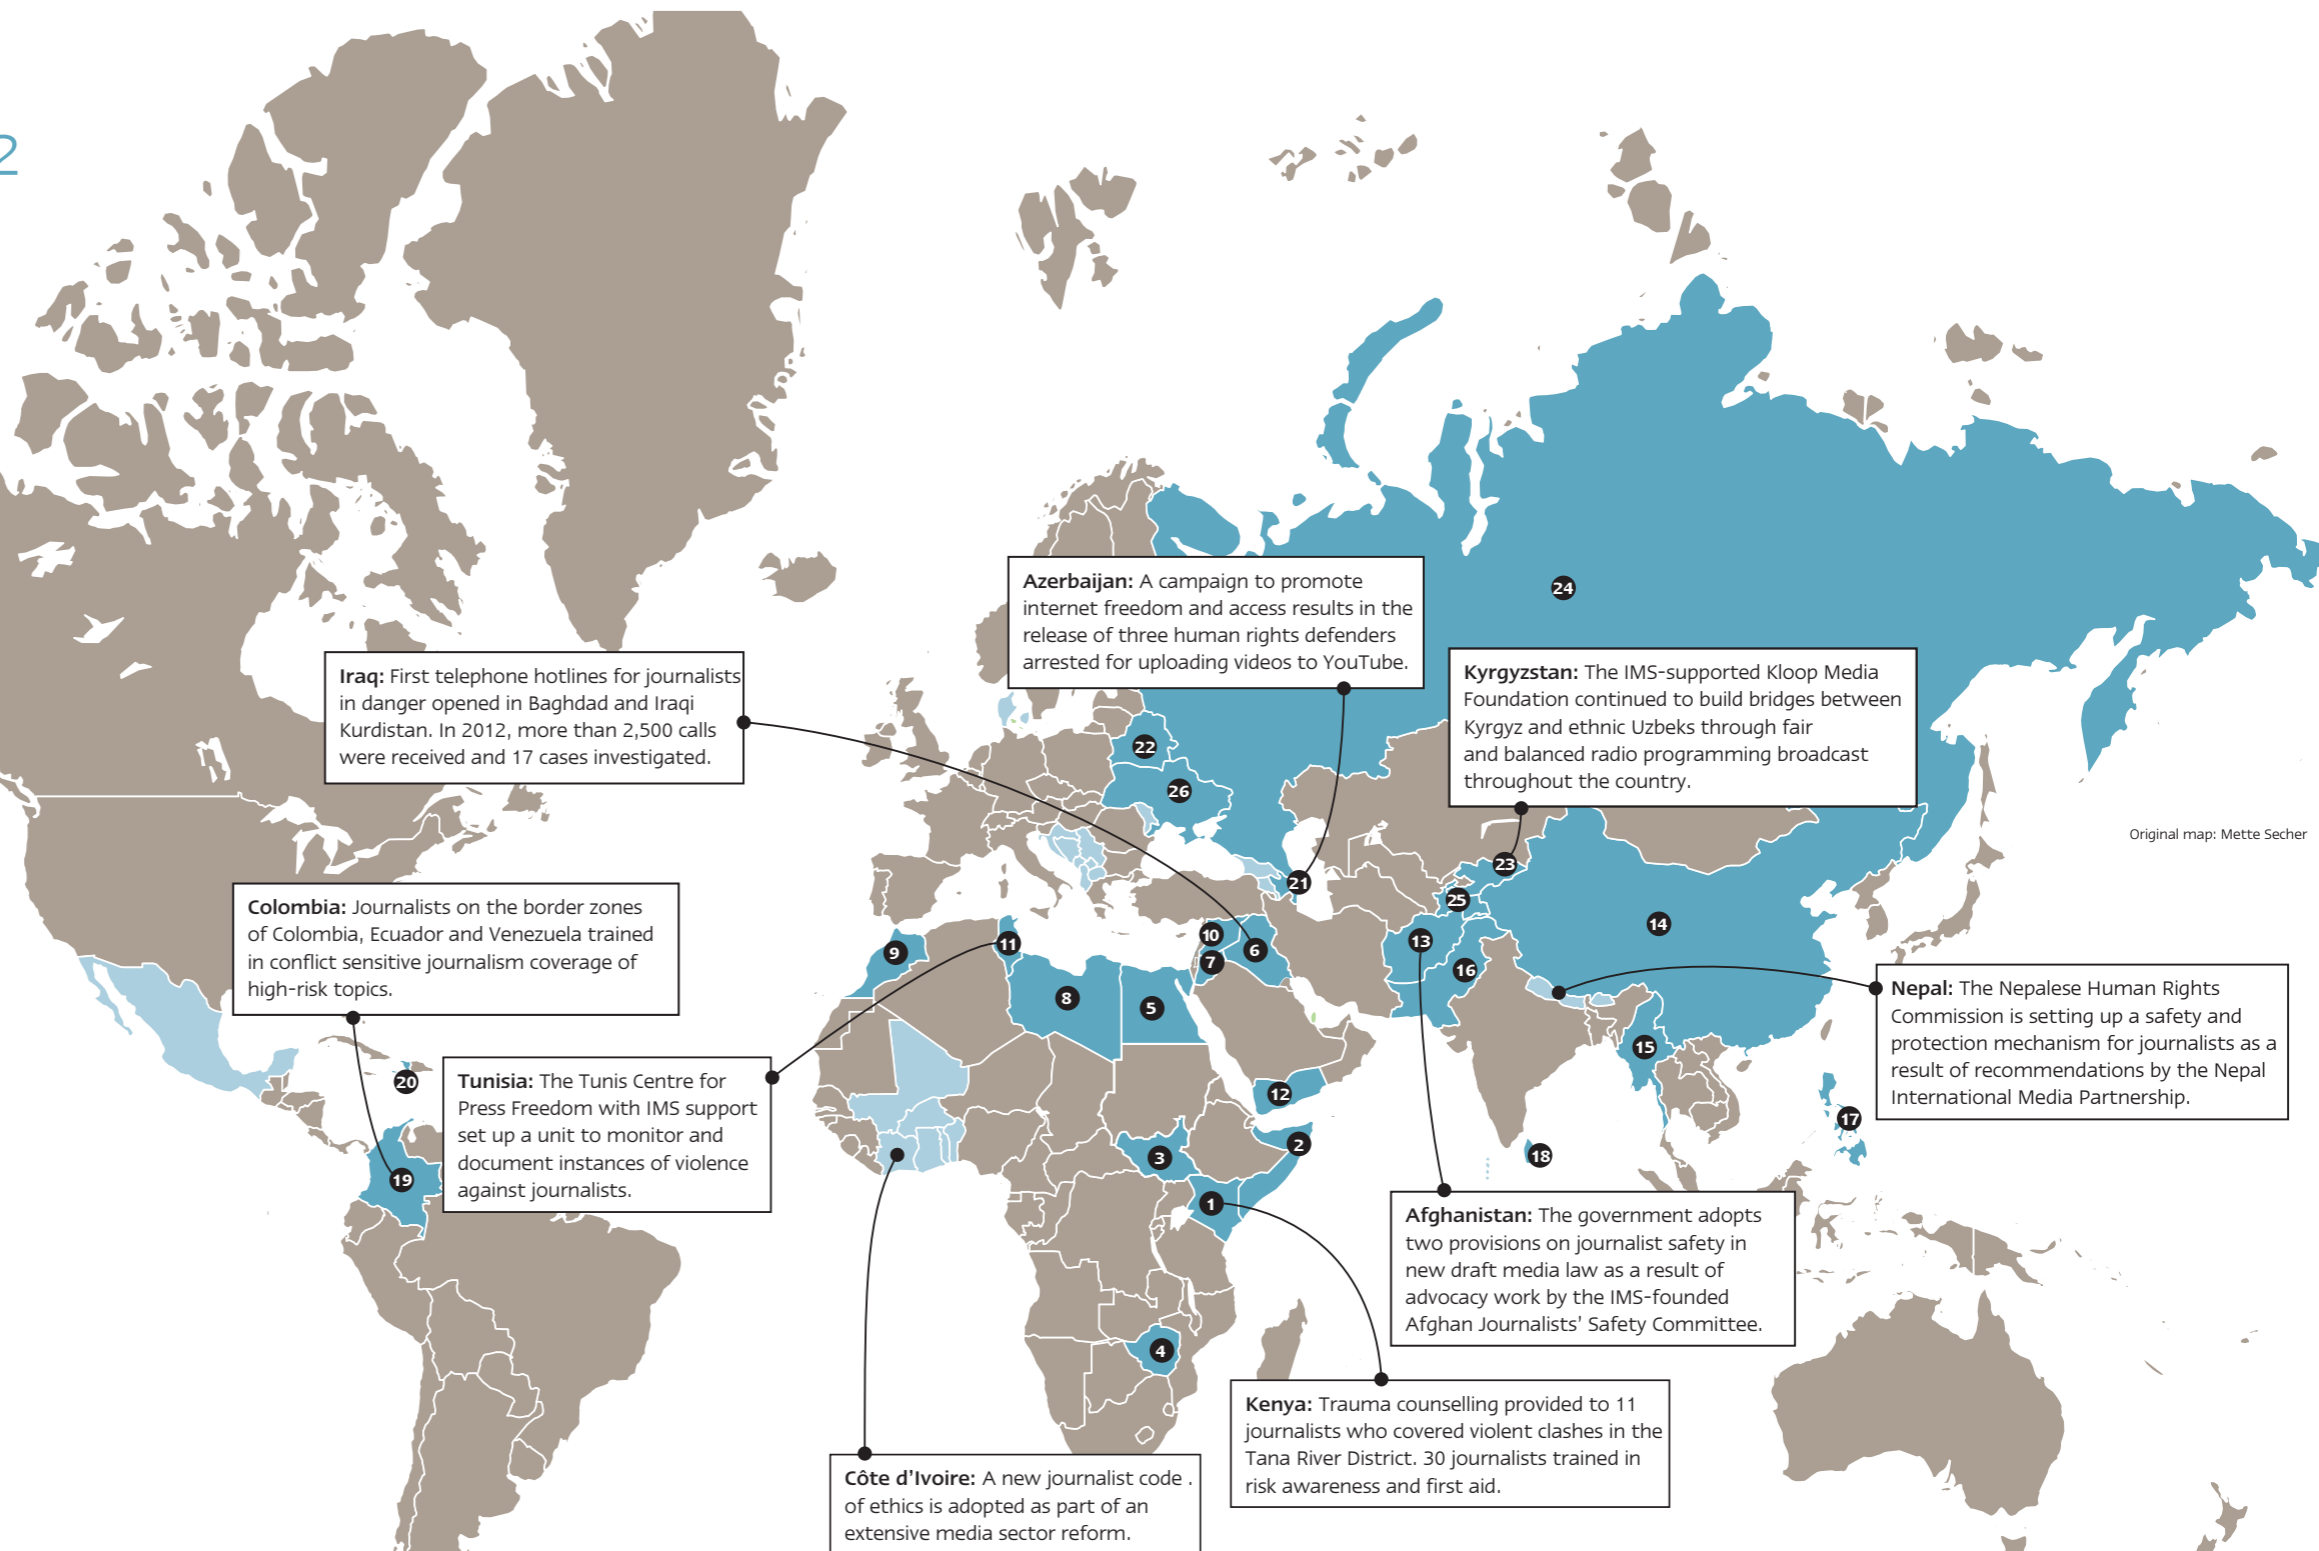 2
Azerbaijan: A campaign to promote
internet freedom and access results in the
release of three human rights defenders
arrested for uploading videos to YouTube.
24
Iraq: First telephone hotlines for journalists
in danger opened in Baghdad and Iraqi
Kurdistan. In 2012, more than 2,500 calls
were received and 17 cases investigated.
Kyrgyzstan: The IMS-supported Kloop Media
Foundation continued to build bridges between
Kyrgyz and ethnic Uzbeks through fair
and balanced radio programming broadcast
throughout the country.
22
26
Original map: Mette Secher
23
21
25
Colombia: Journalists on the border zones
of Colombia, Ecuador and Venezuela trained
in conflict sensitive journalism coverage of
high-risk topics.
14
10
13
11
6
9
7
16
8
5
Nepal: The Nepalese Human Rights
Commission is setting up a safety and
protection mechanism for journalists as a
result of recommendations by the Nepal
International Media Partnership.
15
20
Tunisia: The Tunis Centre for
Press Freedom with IMS support
set up a unit to monitor and
document instances of violence
against journalists.
12
17
2
18
3
19
1
Afghanistan: The government adopts
two provisions on journalist safety in
new draft media law as a result of
advocacy work by the IMS-founded
Afghan Journalists' Safety Committee.
4
Kenya: Trauma counselling provided to 11
journalists who covered violent clashes in the
Tana River District. 30 journalists trained in
risk awareness and first aid.
Côte d'Ivoire: A new journalist code .
of ethics is adopted as part of an
extensive media sector reform.